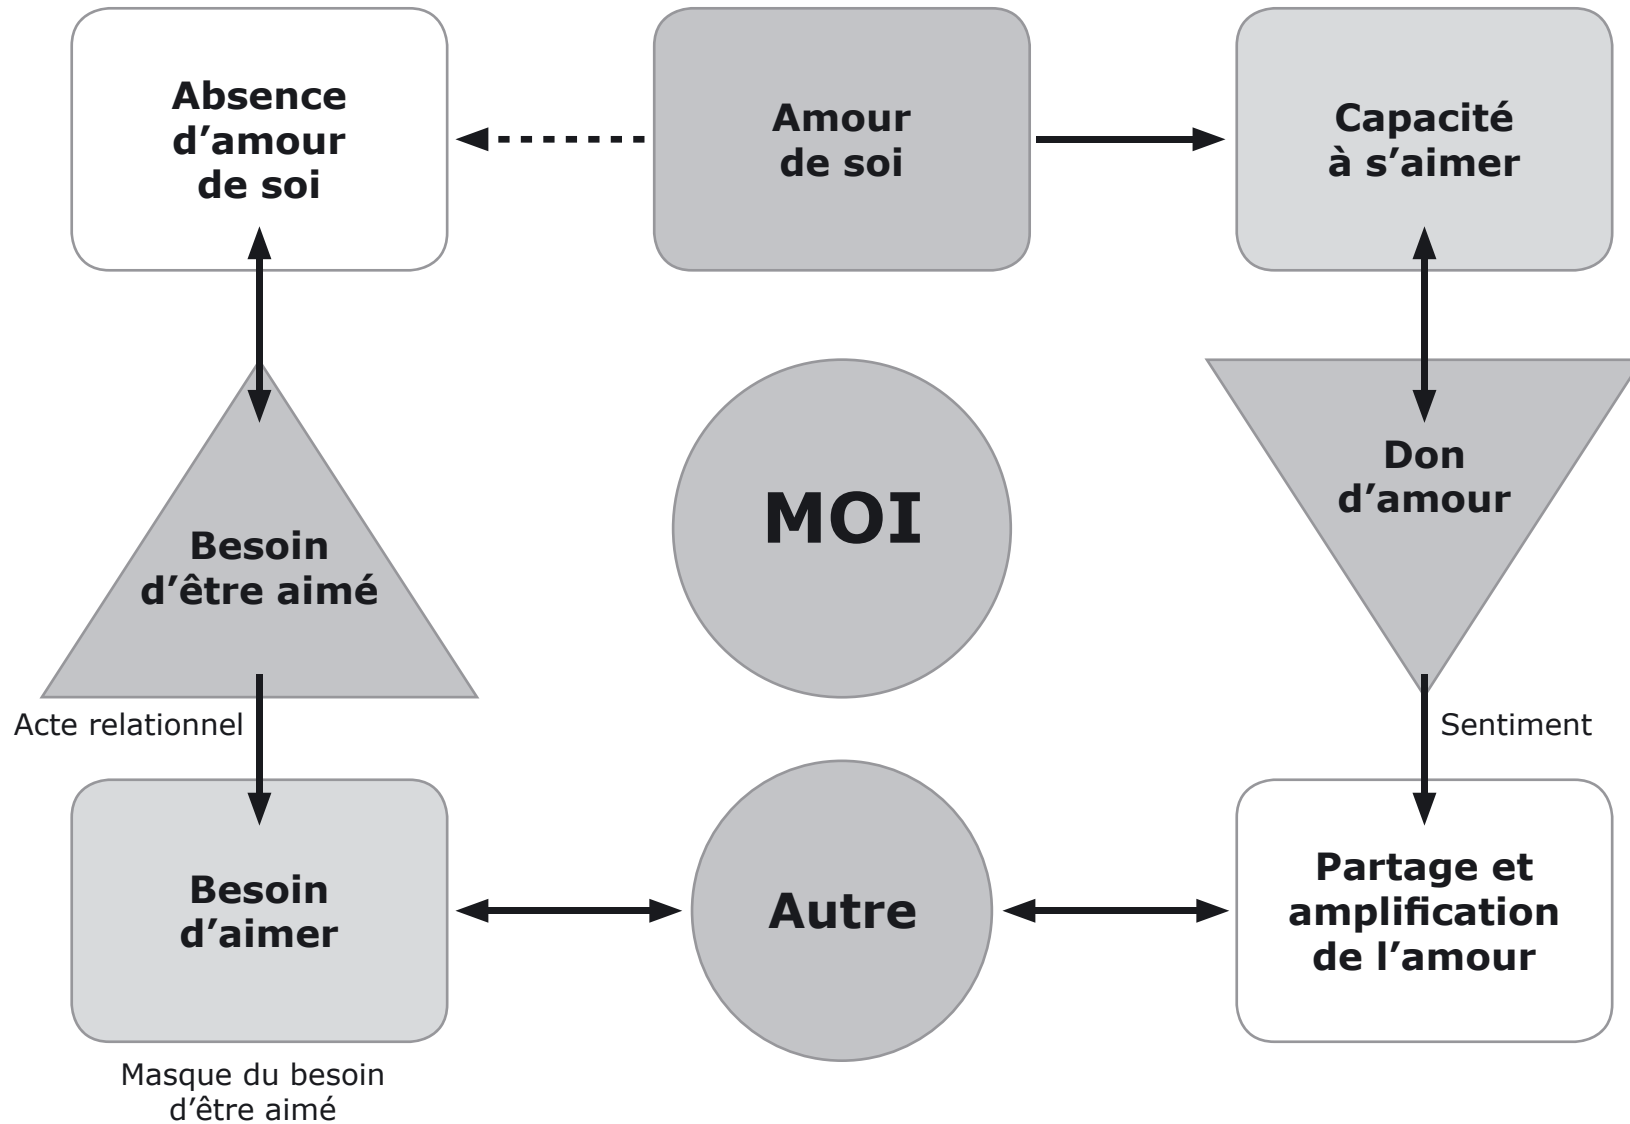 Absence
d’amour
de soi
Amour
de soi
Capacité
à s’aimer
Besoin
d’être aimé
MOI
Don
d’amour
Acte relationnel
Sentiment
Besoin
d’aimer
Autre
Partage et
amplification
de l’amour
Masque du besoin
d’être aimé